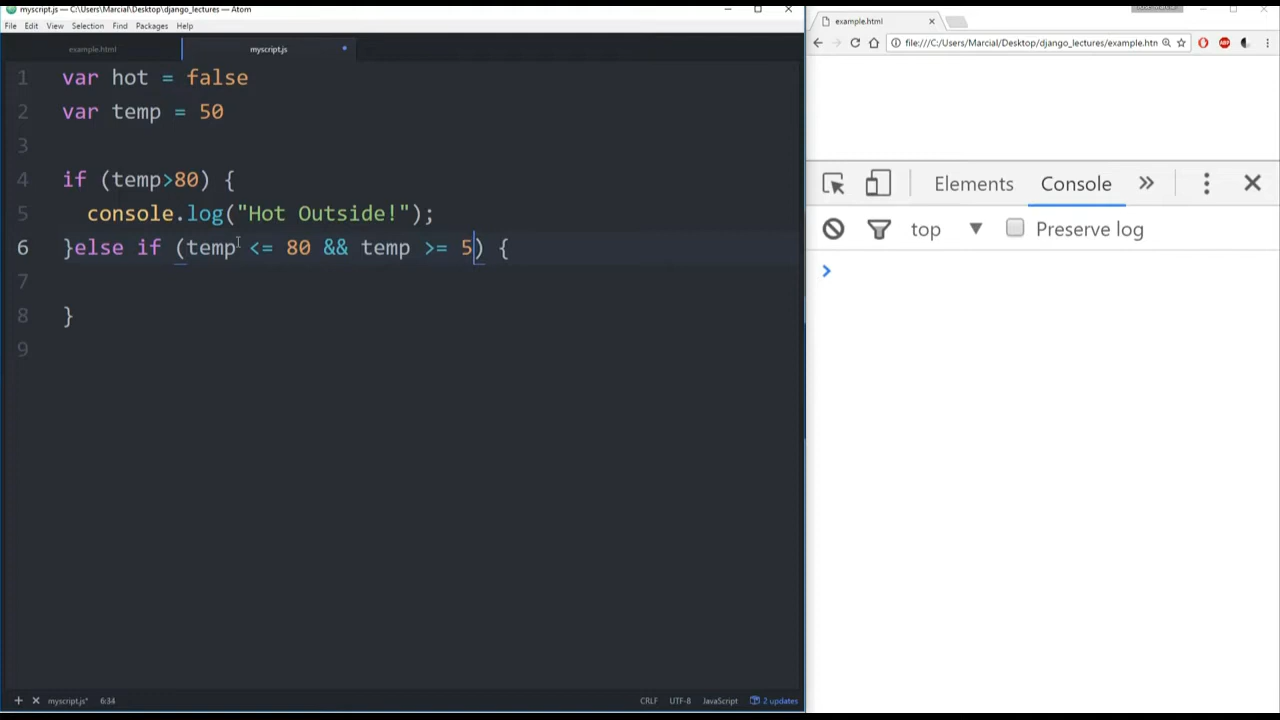 myscript.js — C:\Users\Marcial\Desktop\django_lectures — Atom
File Edit View Selection Find Packages Help
example.html
myscript.js
1 var hot = false
2 var temp = 50
3
4 if (temp>80) {
5 console.log("Hot Outside!");
6 }else if (temp <= 80 && temp >= 5) {
7
8 }
9
myscript.js* 6:34
CRLF UTF-8 JavaScript 2 updates
example.html
file:///C:/Users/Marcial/Desktop/django_lectures/example.htn
ABP
Elements Console
top Preserve log